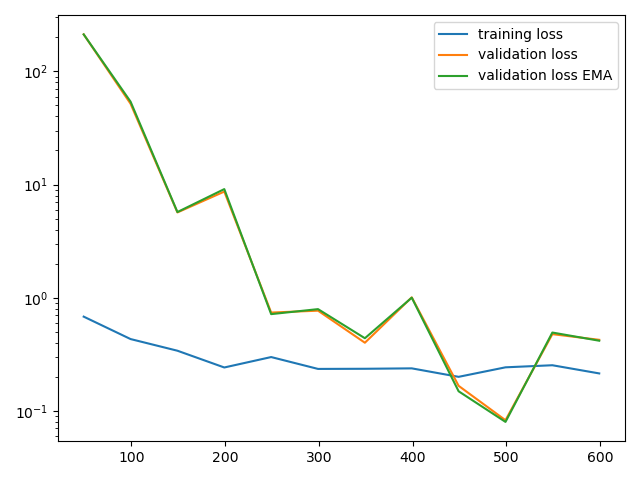 training loss
validation loss
validation loss EMA
10²
10¹
10⁰
10⁻¹
100 200 300 400 500 600